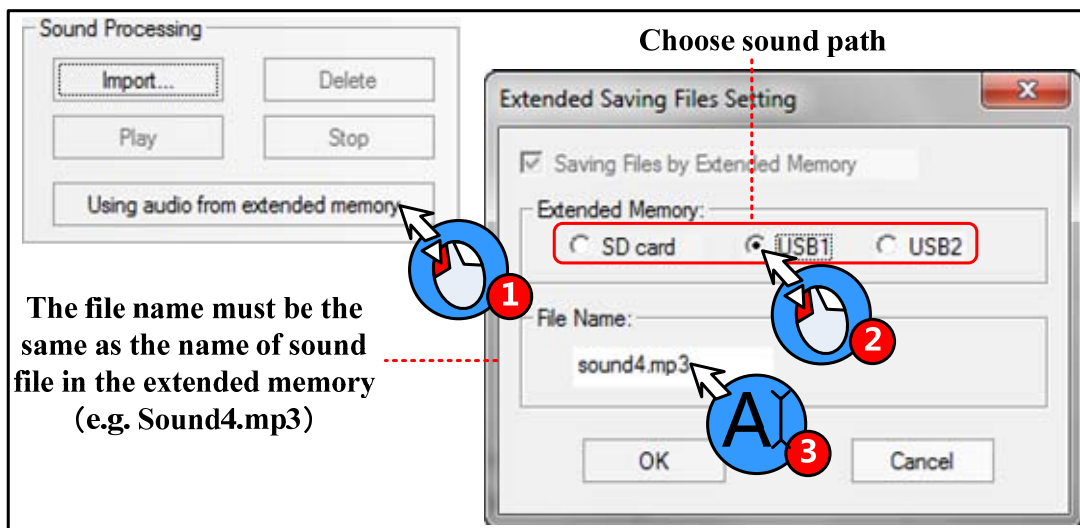 Sound Processing
Import...
Delete
Play
Stop
Using audio from extended memory
1
The file name must be the
same as the name of sound
file in the extended memory
(e.g. Sound4.mp3)
Choose sound path
Extended Saving Files Setting
Saving Files by Extended Memory
Extended Memory:
SD card
USB1
USB2
2
File Name:
sound4.mp3
A
3
OK
Cancel